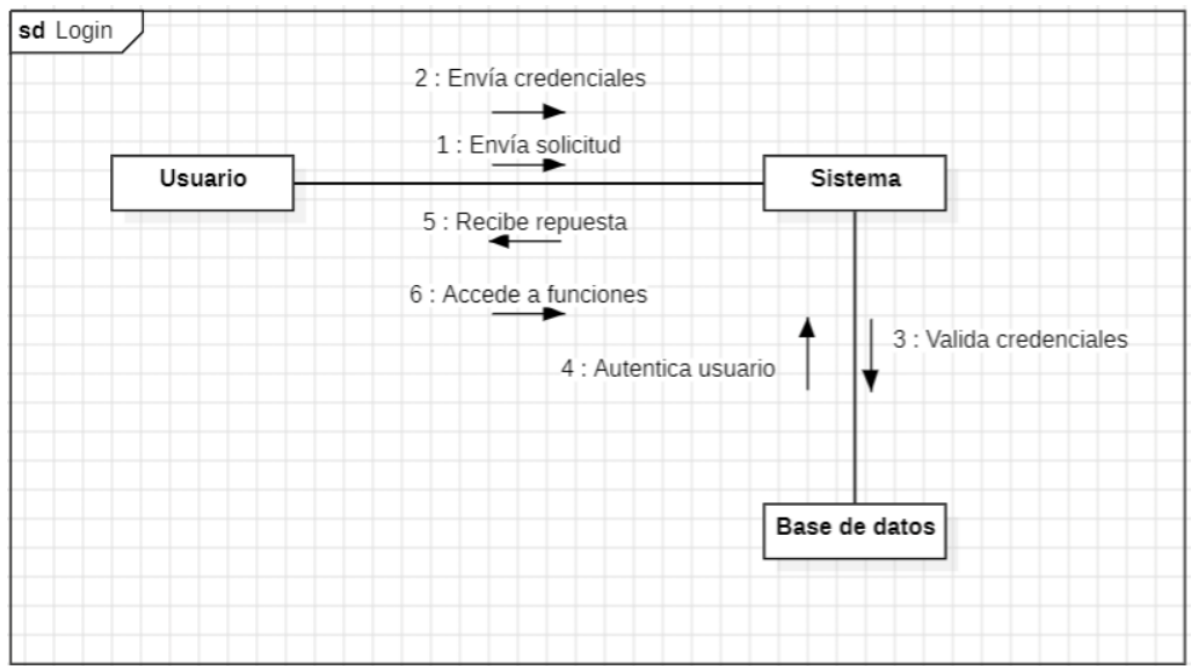 sd Login
2 : Envía credenciales
1 : Envía solicitud
Usuario
Sistema
5 : Recibe repuesta
6 : Accede a funciones
3 : Valida credenciales
4 : Autentica usuario
Base de datos